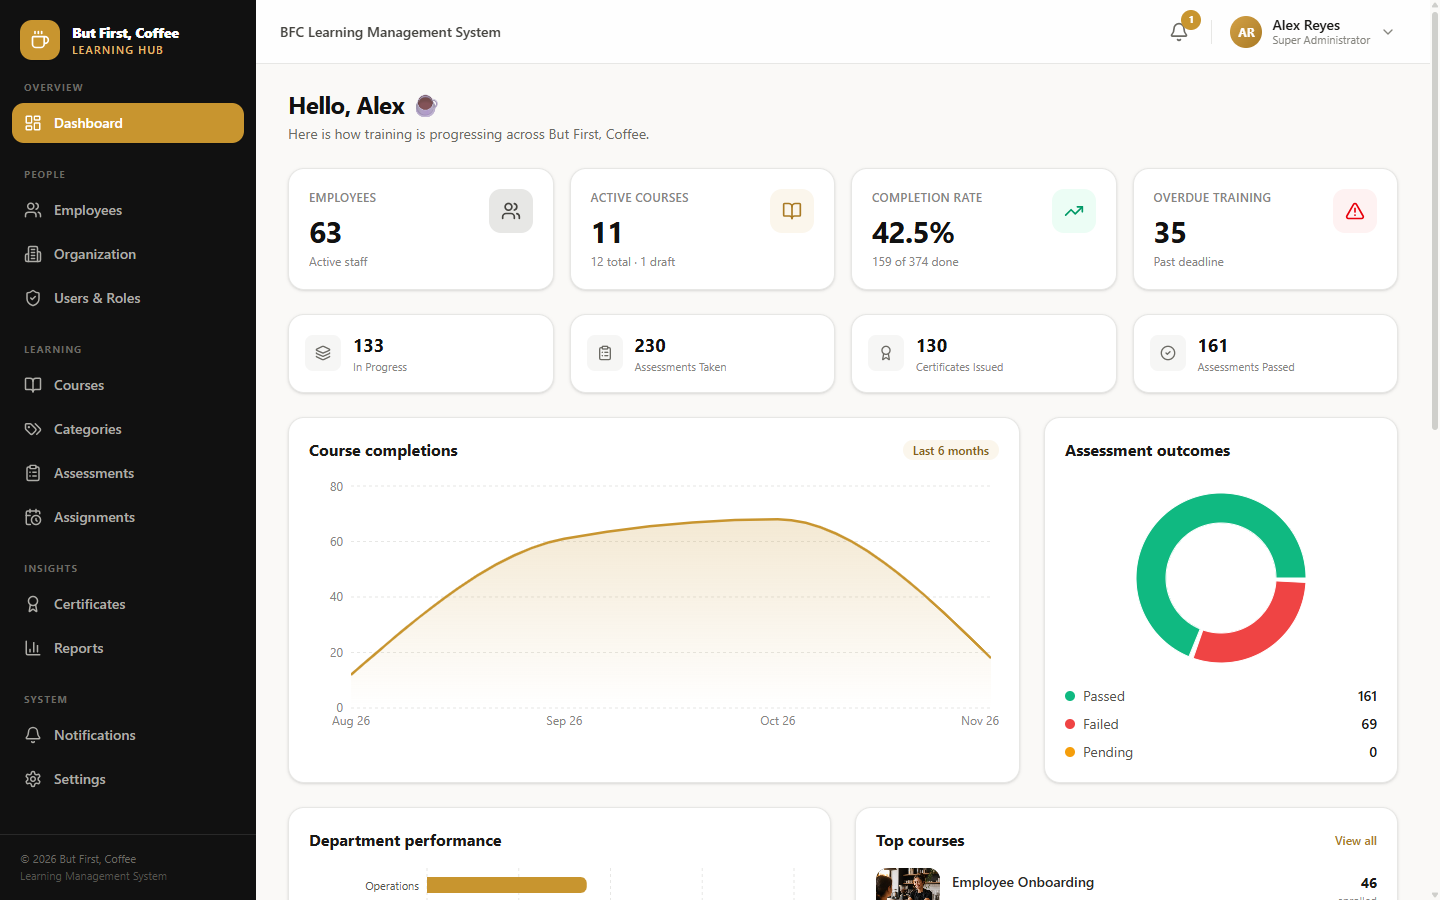 But First, Coffee
LEARNING HUB
OVERVIEW
Dashboard
PEOPLE
Employees
Organization
Users & Roles
LEARNING
Courses
Categories
Assessments
Assignments
INSIGHTS
Certificates
Reports
SYSTEM
Notifications
Settings
© 2026 But First, Coffee
Learning Management System
BFC Learning Management System
1
AR
Alex Reyes
Super Administrator
Hello, Alex
Here is how training is progressing across But First, Coffee.
EMPLOYEES
63
Active staff
ACTIVE COURSES
11
12 total · 1 draft
COMPLETION RATE
42.5%
159 of 374 done
OVERDUE TRAINING
35
Past deadline
133
In Progress
230
Assessments Taken
130
Certificates Issued
161
Assessments Passed
Course completions
Last 6 months
80
60
40
20
0
Aug 26
Sep 26
Oct 26
Nov 26
Assessment outcomes
Passed 161
Failed 69
Pending 0
Department performance
Operations
Top courses
View all
Employee Onboarding
46